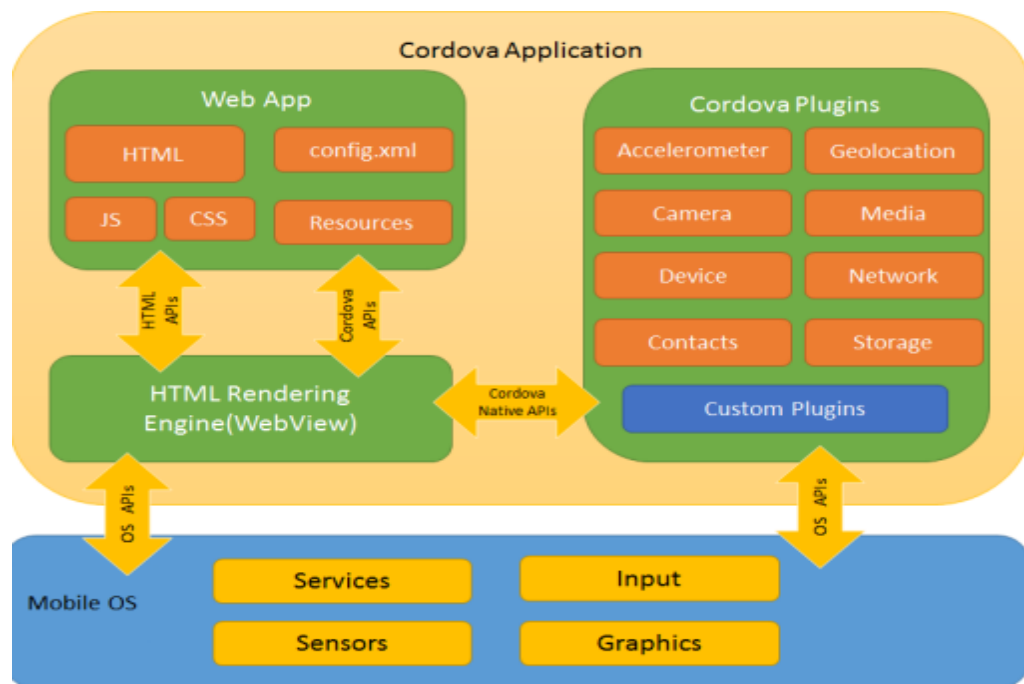 Cordova Application
Web App
HTML
config.xml
JS
CSS
Resources
Cordova Plugins
Accelerometer
Geolocation
Camera
Media
Device
Network
Contacts
Storage
Custom Plugins
HTML
APIs
Cordova
APIs
HTML Rendering
Engine(WebView)
Cordova
Native APIs
OS APIs
OS APIs
Mobile OS
Services
Input
Sensors
Graphics